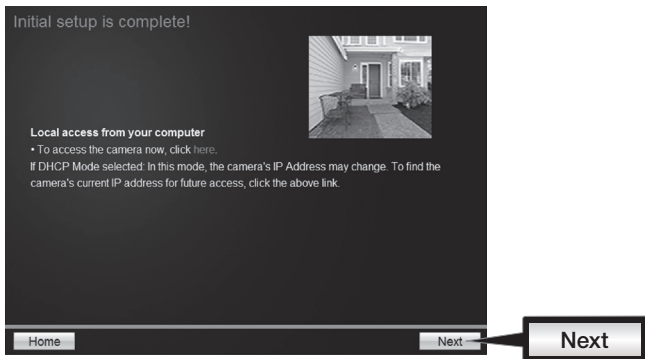 Initial setup is complete!
Local access from your computer
• To access the camera now, click here.
If DHCP Mode selected: In this mode, the camera's IP Address may change. To find the
camera's current IP address for future access, click the above link.
Home
Next
Next